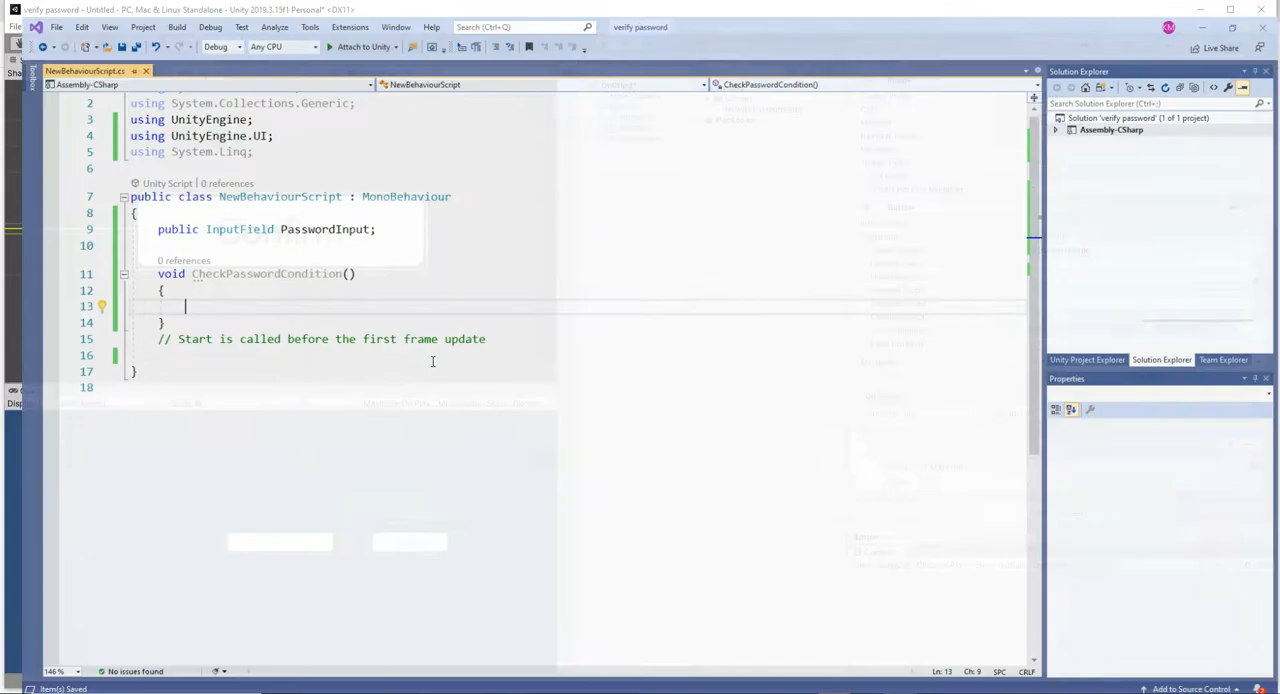 verify password - Untitled - PC, Mac & Linux Standalone - Unity 2019.3.15f1 Personal* <DX11>
File Edit View Project Build Debug Test Analyze Tools Extensions Window Help Search (Ctrl+Q) verify password KM
Debug Any CPU Attach to Unity Live Share
Toolbox
NewBehaviourScript.cs
Assembly-CSharp NewBehaviourScript CheckPasswordCondition()
2 using System.Collections.Generic;
3 using UnityEngine;
4 using UnityEngine.UI;
5 using System.Linq;
6
Unity Script | 0 references
7 public class NewBehaviourScript : MonoBehaviour
8 {
9 public InputField PasswordInput;
10
0 references
11 void CheckPasswordCondition()
12 {
13
14 }
15 // Start is called before the first frame update
16
17 }
18
146 % No issues found Ln: 13 Ch: 9 SPC CRLF
Item(s) Saved Add to Source Control 2
Solution Explorer
Search Solution Explorer (Ctrl+;)
Solution 'verify password' (1 of 1 project)
Assembly-CSharp
Unity Project Explorer Solution Explorer Team Explorer
Properties